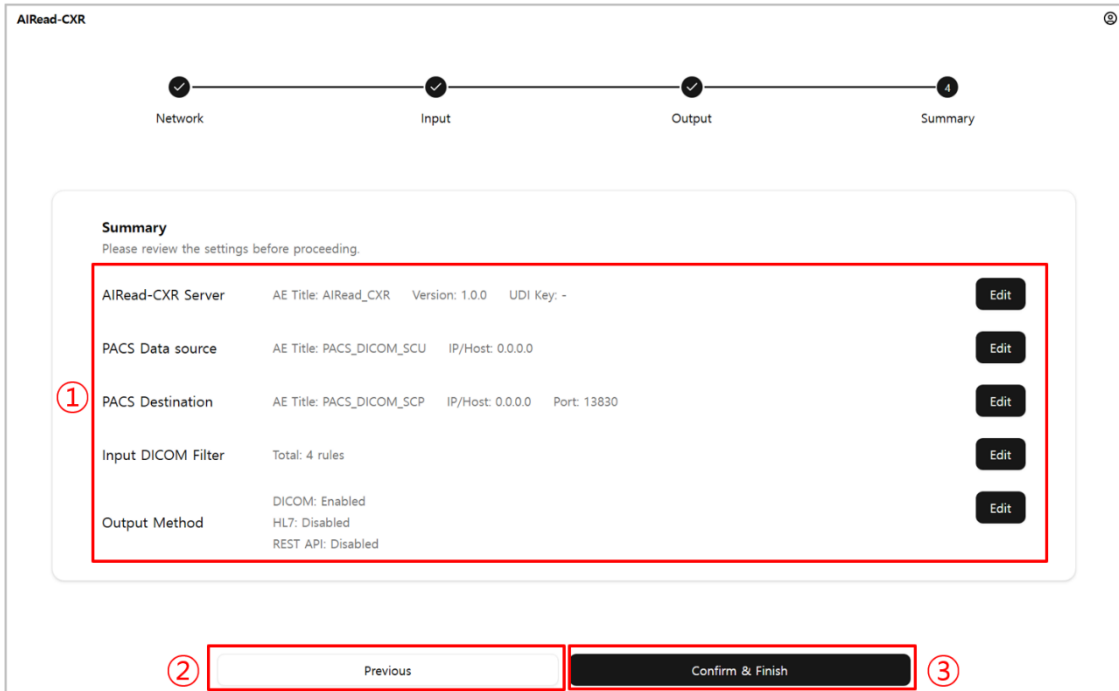 AIRead-CXR
4
Network Input Output Summary
Summary
Please review the settings before proceeding.
AIRead-CXR Server AE Title: AIRead_CXR Version: 1.0.0 UDI Key: - Edit
PACS Data source AE Title: PACS_DICOM_SCU IP/Host: 0.0.0.0 Edit
① PACS Destination AE Title: PACS_DICOM_SCP IP/Host: 0.0.0.0 Port: 13830 Edit
Input DICOM Filter Total: 4 rules Edit
DICOM: Enabled Edit
Output Method HL7: Disabled
REST API: Disabled
② Previous Confirm & Finish ③